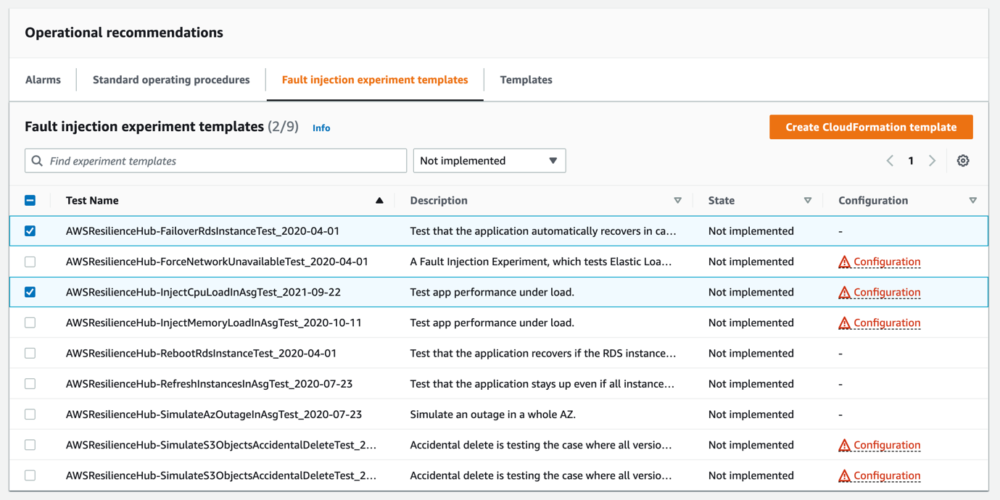 Operational recommendations
Alarms Standard operating procedures Fault injection experiment templates Templates
Fault injection experiment templates (2/9) Info Create CloudFormation template
Find experiment templates Not implemented 1
Test Name Description State Configuration
AWSResilienceHub-FailoverRdsInstanceTest_2020-04-01 Test that the application automatically recovers in ca... Not implemented -
AWSResilienceHub-ForceNetworkUnavailableTest_2020-04-01 A Fault Injection Experiment, which tests Elastic Loa... Not implemented Configuration
AWSResilienceHub-InjectCpuLoadInAsgTest_2021-09-22 Test app performance under load. Not implemented Configuration
AWSResilienceHub-InjectMemoryLoadInAsgTest_2020-10-11 Test app performance under load. Not implemented Configuration
AWSResilienceHub-RebootRdsInstanceTest_2020-04-01 Test that the application recovers if the RDS instance... Not implemented -
AWSResilienceHub-RefreshInstancesInAsgTest_2020-07-23 Test that the application stays up even if all instance... Not implemented -
AWSResilienceHub-SimulateAzOutageInAsgTest_2020-07-23 Simulate an outage in a whole AZ. Not implemented -
AWSResilienceHub-SimulateS3ObjectsAccidentalDeleteTest_2... Accidental delete is testing the case where all versio... Not implemented Configuration
AWSResilienceHub-SimulateS3ObjectsAccidentalDeleteTest_2... Accidental delete is testing the case where all versio... Not implemented Configuration